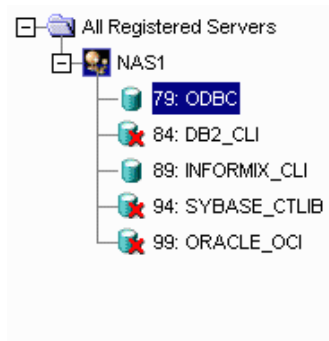 All Registered Servers
NAS1
79: ODBC
84: DB2_CLI
89: INFORMIX_CLI
94: SYBASE_CTLIB
99: ORACLE_OCI